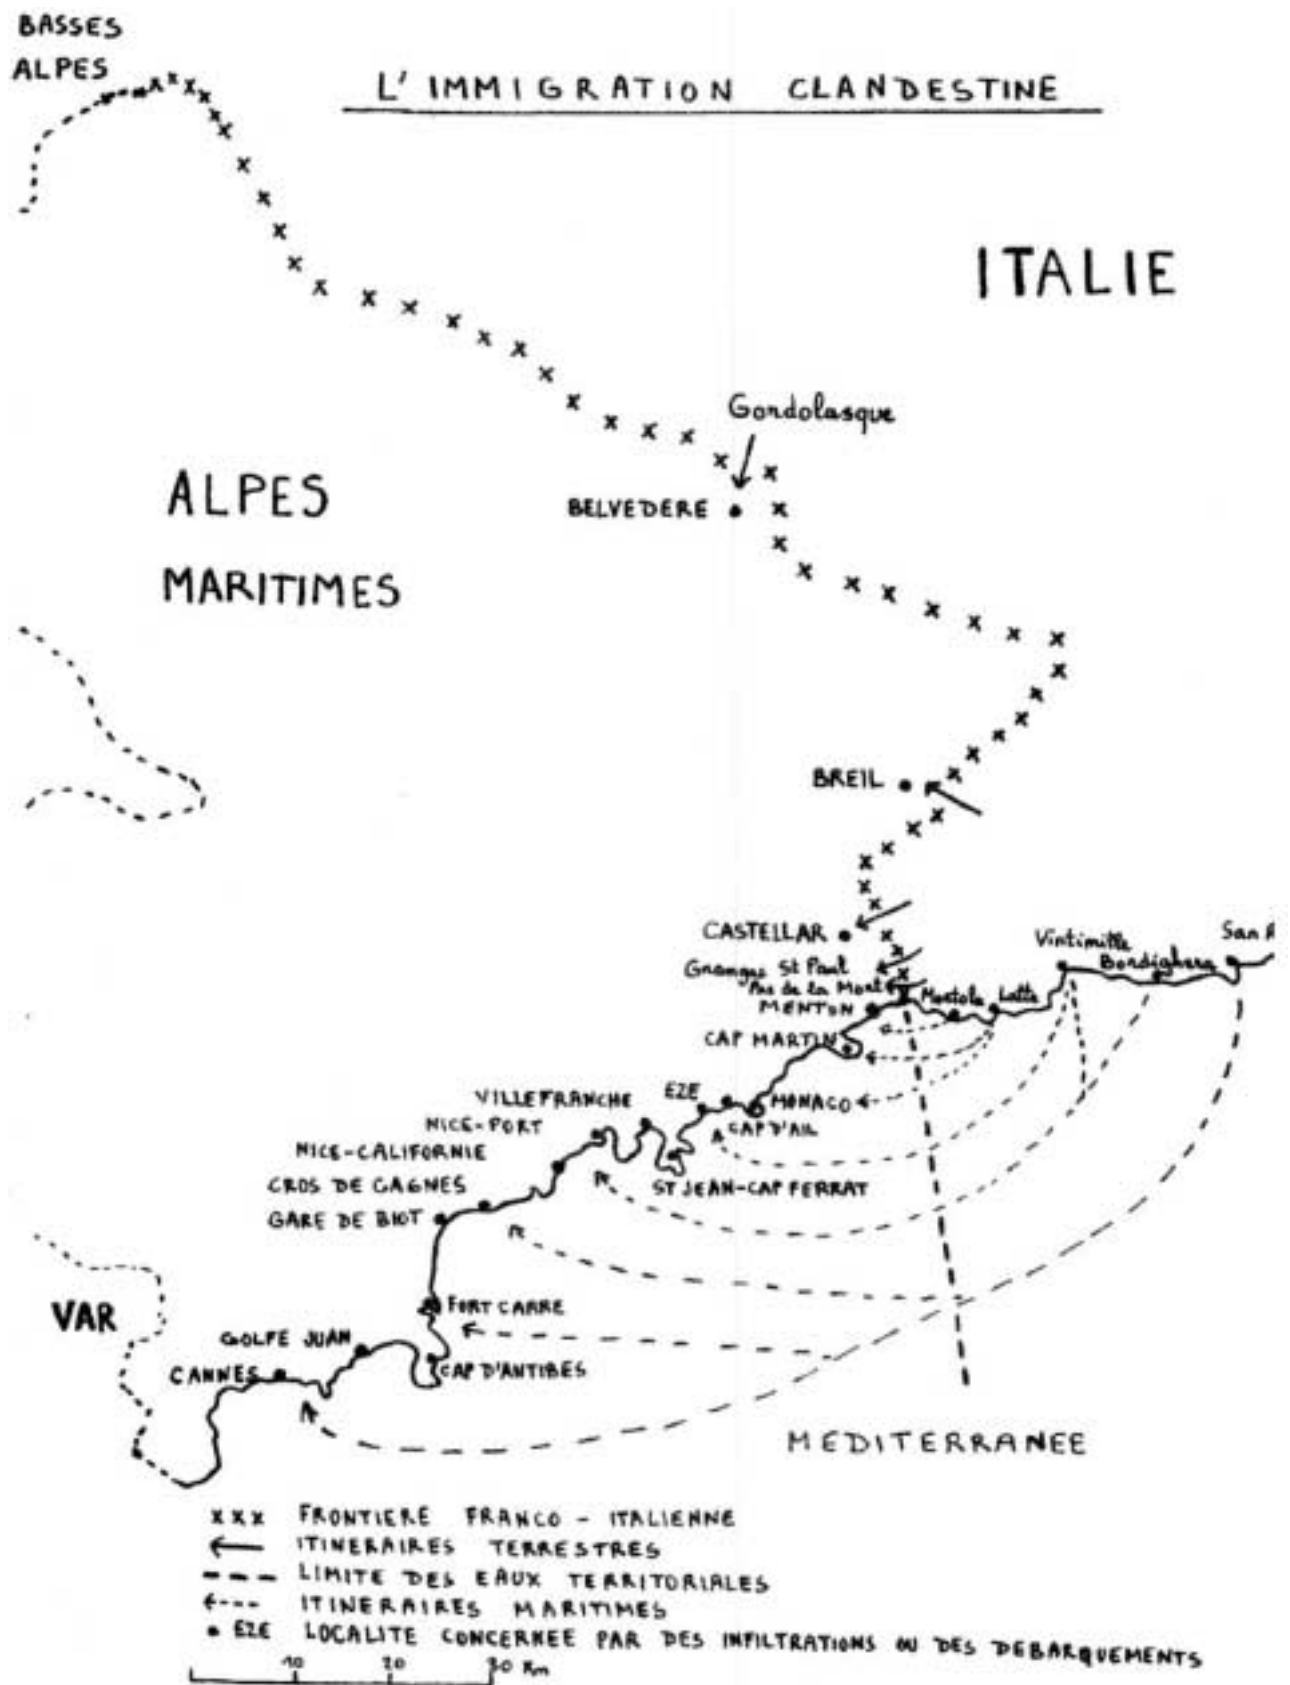 BASSES
ALPES
L'IMMIGRATION CLANDESTINE
ITALIE
Gordolasque
BELVEDERE
ALPES
MARITIMES
BREIL
CASTELLAR
Vintimille
San
Bordighera
Granges St Paul
Pas de la Mort
Mortola
Latte
MENTON
CAP MARTIN
EZE
MONACO
VILLEFRANCHE
CAP D'AIL
NICE-PORT
NICE-CALIFORNIE
ST JEAN-CAP FERRAT
CROS DE CAGNES
GARE DE BIOT
VAR
FORT CARRE
GOLFE JUAN
CANNES
CAP D'ANTIBES
MEDITERRANEE
xxx FRONTIERE FRANCO - ITALIENNE
ITINERAIRES TERRESTRES
LIMITE DES EAUX TERRITORIALES
ITINERAIRES MARITIMES
EZE LOCALITE CONCERNEE PAR DES INFILTRATIONS OU DES DEBARQUEMENTS
10 20 30 Km